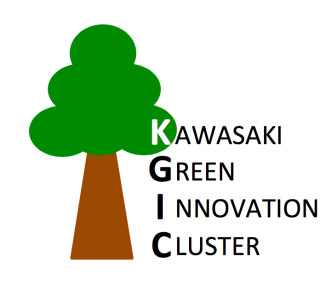 KAWASAKI
GREEN
INNOVATION
CLUSTER